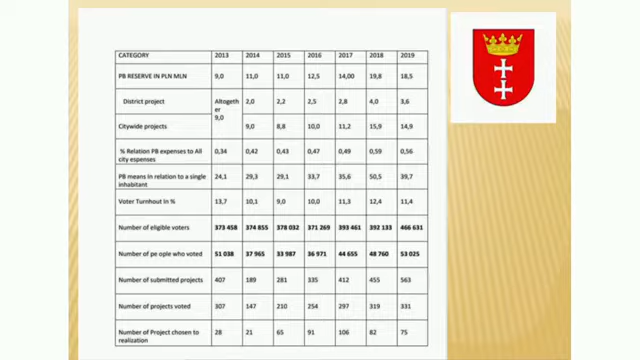 CATEGORY 2013 2014 2015 2016 2017 2018 2019
PB RESERVE IN PLN MLN 9,0 11,0 11,0 12,5 14,00 19,8 18,5
District project Altogeth 2,0 2,2 2,5 2,8 4,0 3,6
er
9,0
Citywide projects 9,0 8,8 10,0 11,2 15,9 14,9
% Relation PB expenses to All 0,34 0,42 0,43 0,47 0,49 0,59 0,56
city espenses
PB means In relation to a single 24,1 29,3 29,1 33,7 35,6 50,5 39,7
inhabitant
Voter Turnhout In % 13,7 10,1 9,0 10,0 11,3 12,4 11,4
Number of eligible voters 373 458 374 855 378 032 371 269 393 461 392 133 466 631
Number of pe ople who voted 51 038 37 965 33 987 36 971 44 655 48 760 53 025
Number of submitted projects 407 189 281 335 412 455 563
Number of projects voted 307 147 210 254 297 319 331
Number of Project chosen to 28 21 65 91 106 82 75
realization